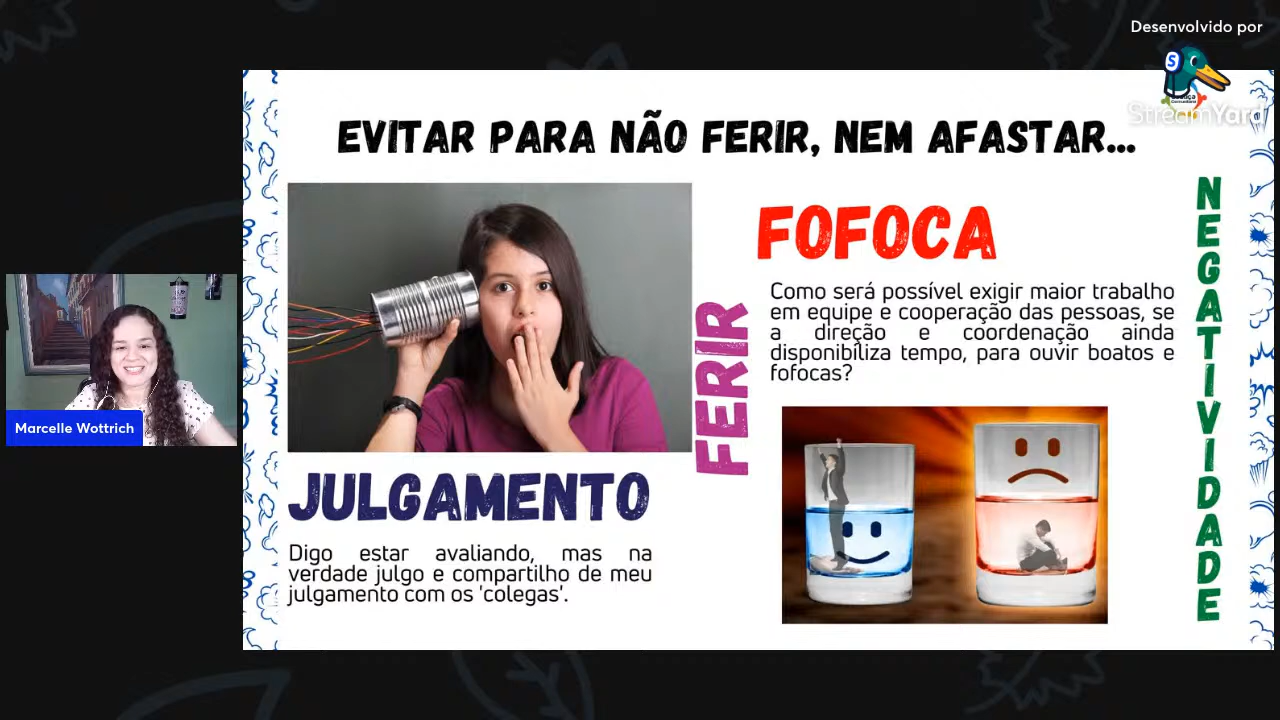 Desenvolvido por
StreamYard
EVITAR PARA NÃO FERIR, NEM AFASTAR...
FOFOCA
Como será possível exigir maior trabalho
em equipe e cooperação das pessoas, se
a direção e coordenação ainda
disponibiliza tempo, para ouvir boatos e
fofocas?
FERIR
NEGATIVIDADE
Marcelle Wottrich
JULGAMENTO
Digo estar avaliando, mas na
verdade julgo e compartilho de meu
julgamento com os 'colegas'.